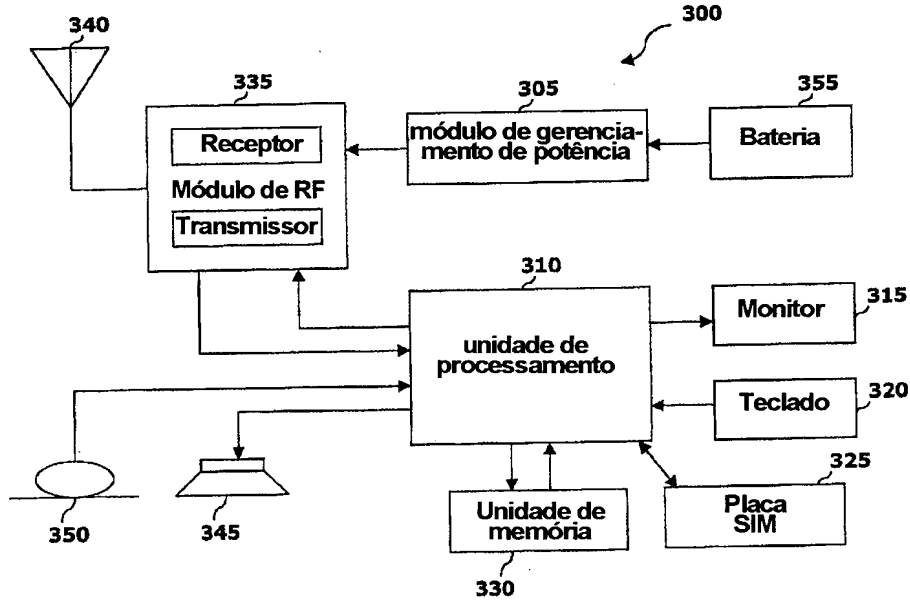 300
340
335
305
355
Receptor
Módulo de RF
Transmissor
módulo de gerencia-
mento de potência
Bateria
310
unidade de
processamento
Monitor
315
Teclado
320
325
Placa
SIM
Unidade de
memória
330
350
345